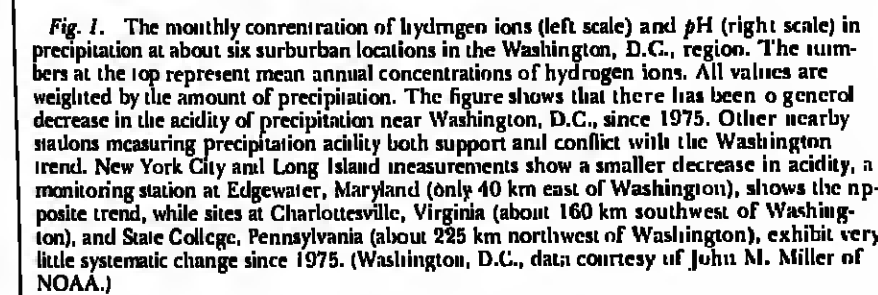 Fig. 1. The monthly concentration of hydrogen ions (left scale) and pH (right scale) in
precipitation at about six surburban locations in the Washington, D.C., region. The num-
bers at the top represent mean annual concentrations of hydrogen ions. All values are
weighted by the amount of precipitation. The figure shows that there has been a general
decrease in the acidity of precipitation near Washington, D.C., since 1975. Other nearby
stations measuring precipitation acidity both support and conflict with the Washington
trend. New York City and Long Island measurements show a smaller decrease in acidity, a
monitoring station at Edgewater, Maryland (only 40 km east of Washington), shows the op-
posite trend, while sites at Charlottesville, Virginia (about 160 km southwest of Washing-
ton), and State College, Pennsylvania (about 225 km northwest of Washington), exhibit very
little systematic change since 1975. (Washington, D.C., data courtesy of John M. Miller of
NOAA.)